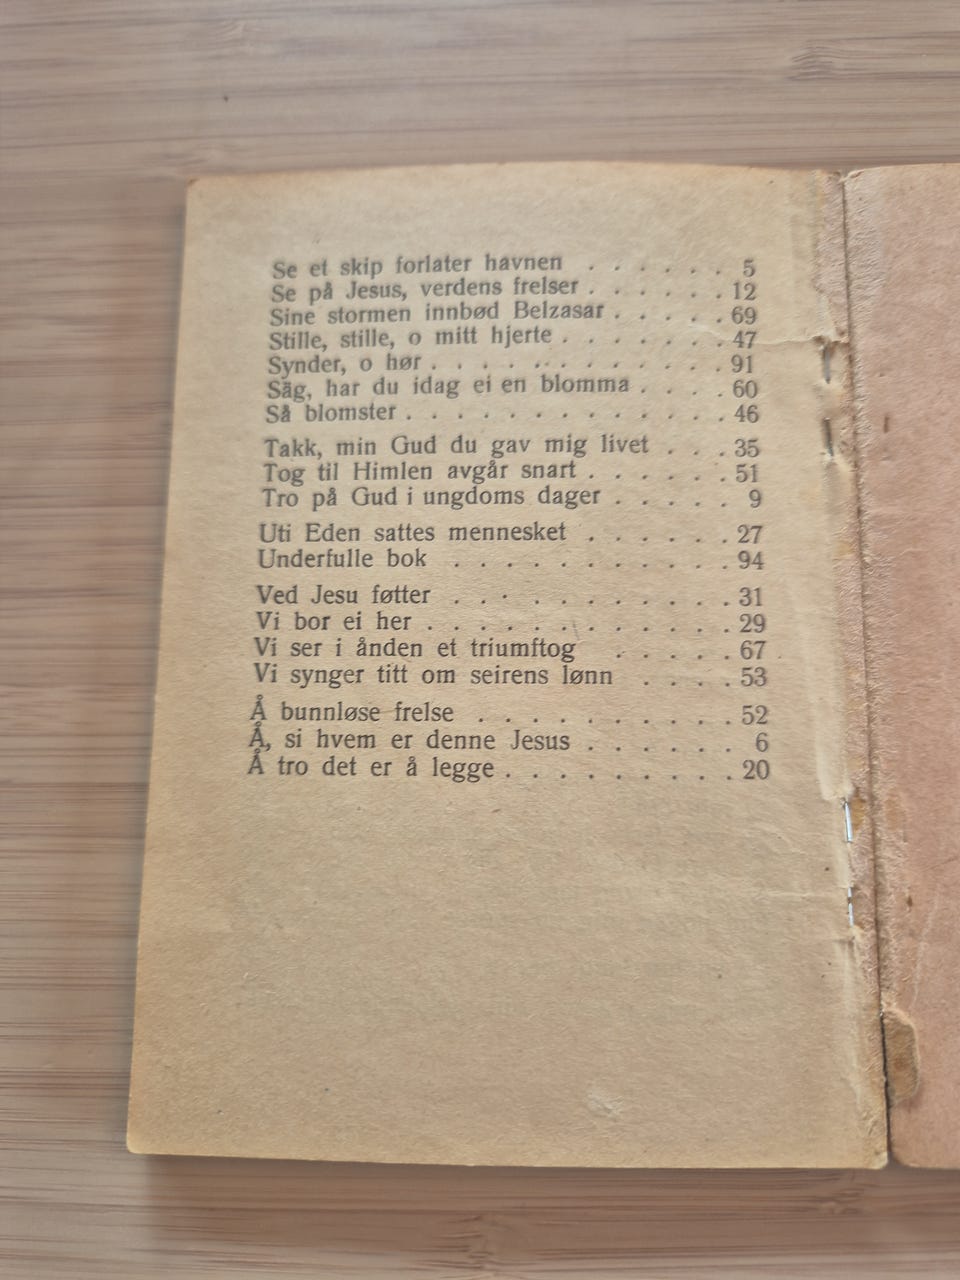 Se et skip forlater havnen . . . . . . 5
Se på Jesus, verdens frelser . . . . . . 12
Sine stormen innbød Belzasar . . . . . 69
Stille, stille, o mitt hjerte . . . . . . . 47
Synder, o hør . . . . . . . . . . . . 91
Säg, har du idag ei en blomma . . . . 60
Så blomster . . . . . . . . . . . . . 46
Takk, min Gud du gav mig livet . . . 35
Tog til Himlen avgår snart . . . . . . 51
Tro på Gud i ungdoms dager . . . . . 9
Uti Eden sattes mennesket . . . . . . 27
Underfulle bok . . . . . . . . . . . 94
Ved Jesu føtter . . . . . . . . . . . 31
Vi bor ei her . . . . . . . . . . . . 29
Vi ser i ånden et triumftog . . . . . 67
Vi synger titt om seirens lønn . . . . 53
Å bunnløse frelse . . . . . . . . . . 52
Å, si hvem er denne Jesus . . . . . . 6
Å tro det er å legge . . . . . . . . . 20